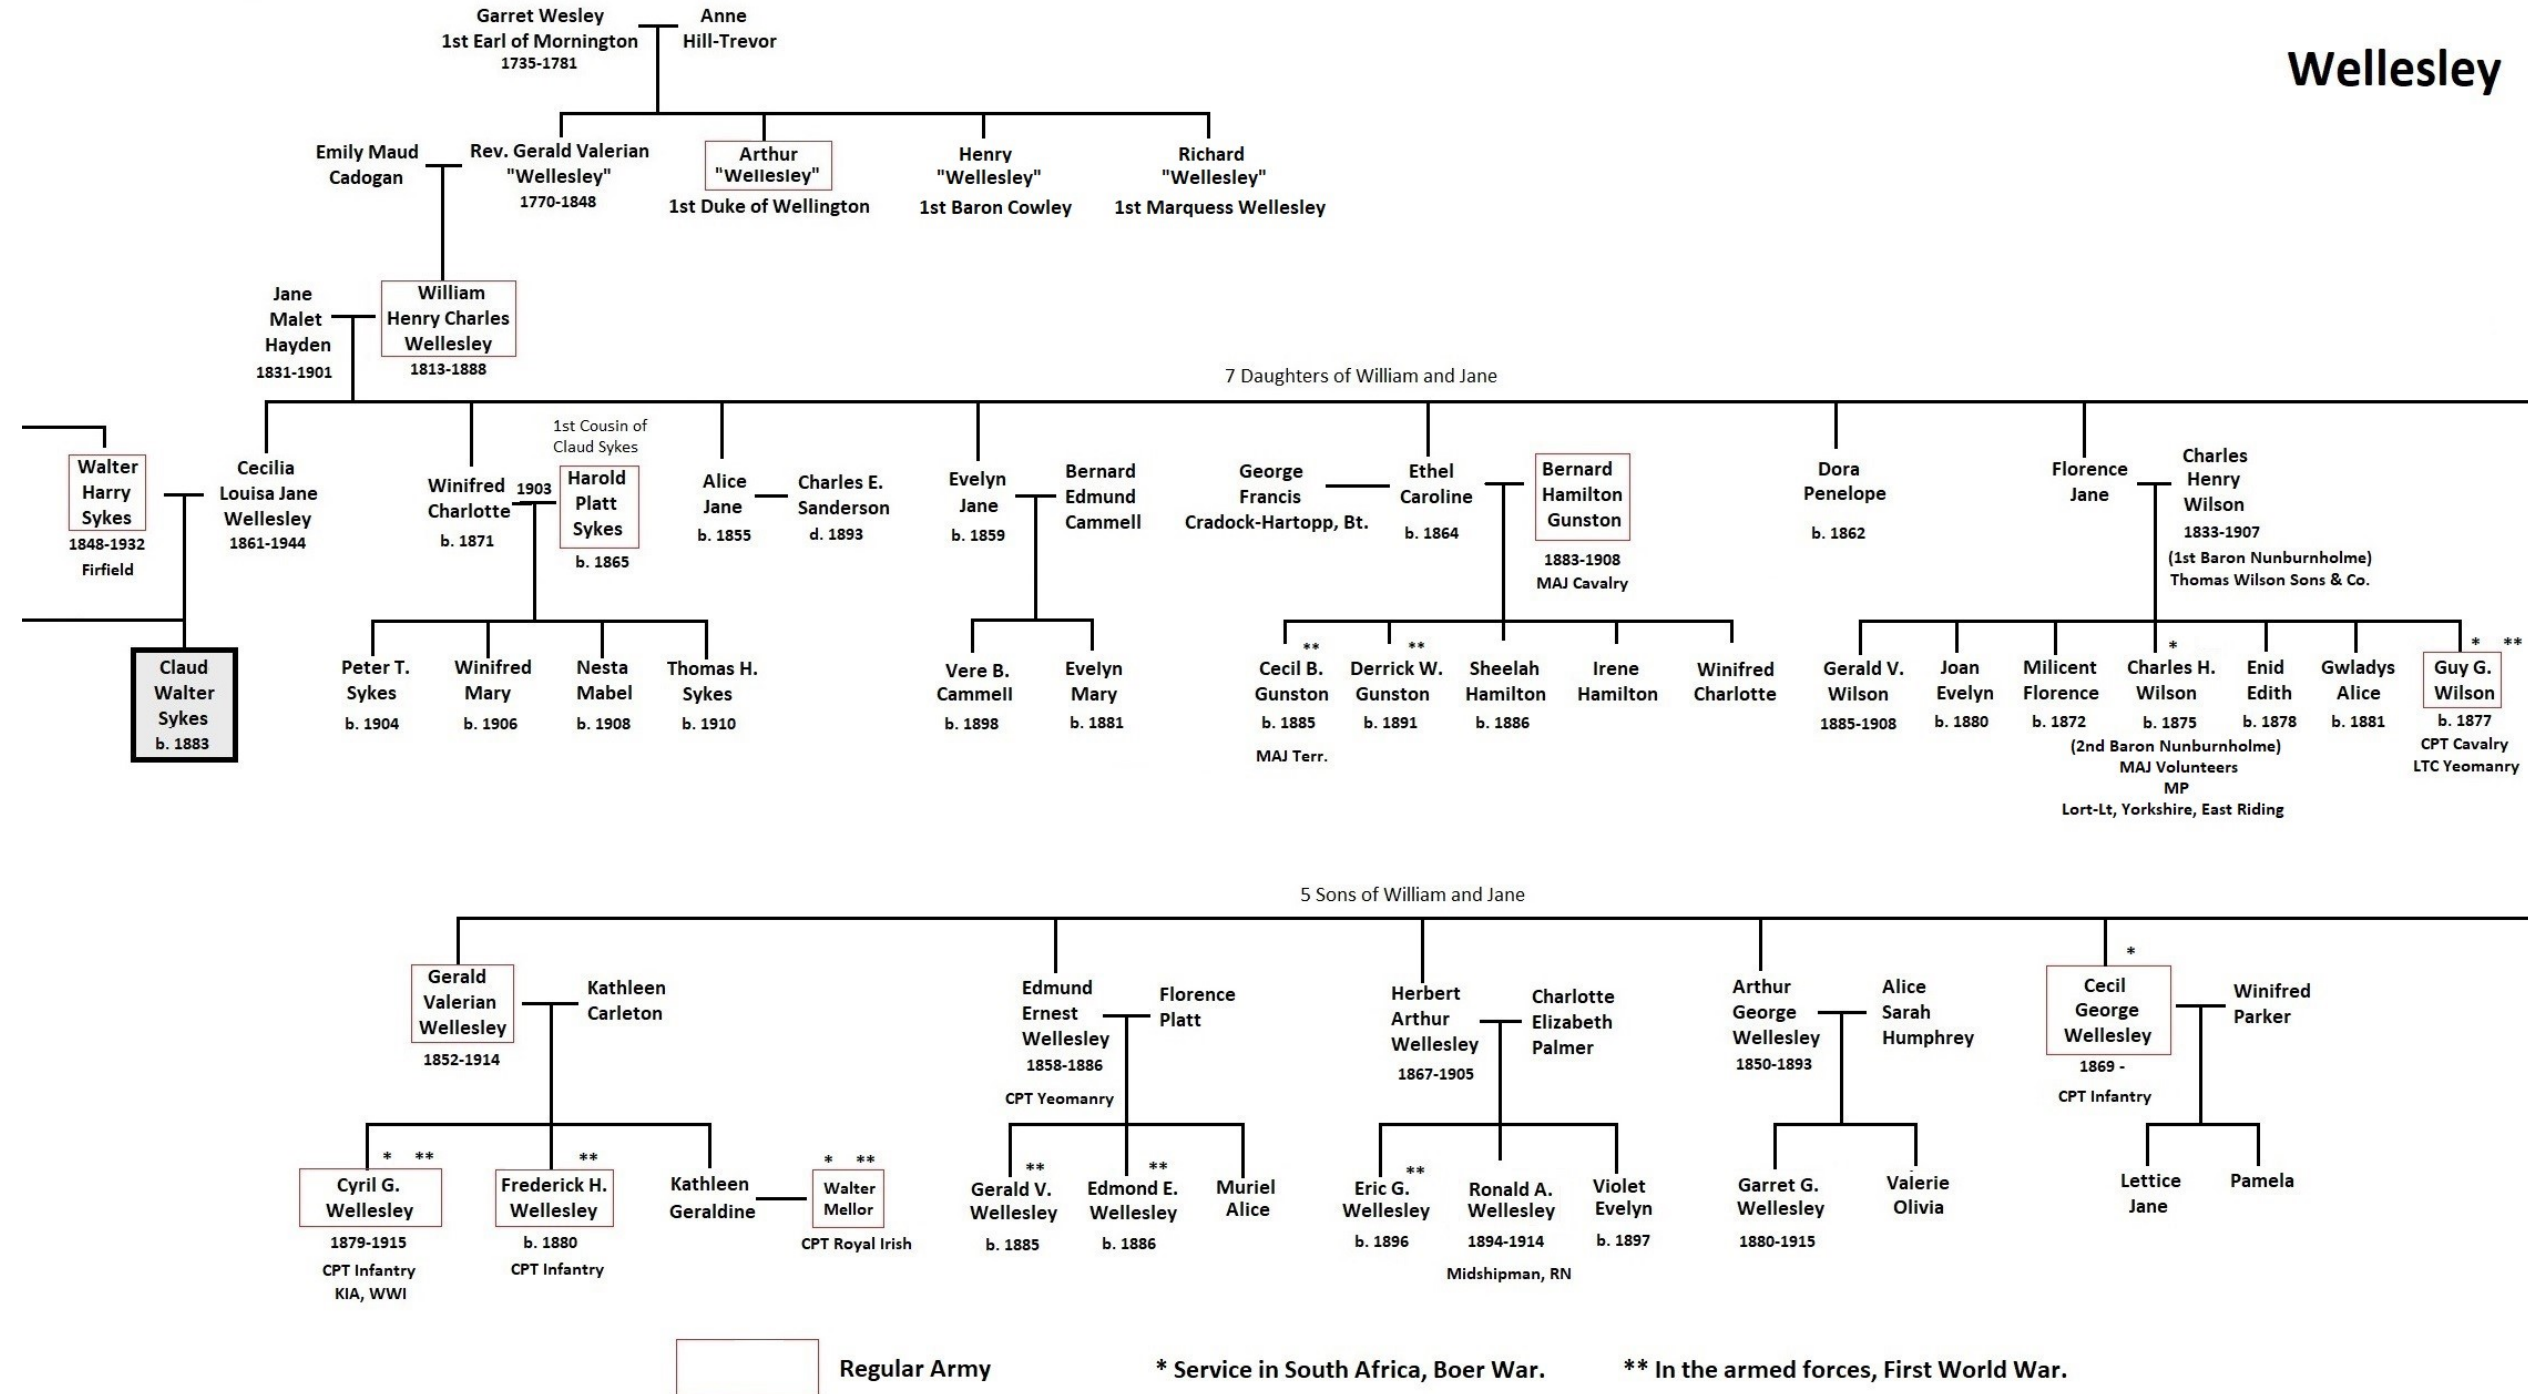 Wellesley
Garret Wesley
1st Earl of Mornington
1735-1781
Anne
Hill-Trevor
Emily Maud
Cadogan
Rev. Gerald Valerian
"Wellesley"
1770-1848
Arthur
"Wellesley"
1st Duke of Wellington
Henry
"Wellesley"
1st Baron Cowley
Richard
"Wellesley"
1st Marquess Wellesley
Jane
Malet
Hayden
1831-1901
William
Henry Charles
Wellesley
1813-1888
7 Daughters of William and Jane
Walter
Harry
Sykes
1848-1932
Firfield
Cecilia
Louisa Jane
Wellesley
1861-1944
Winifred
Charlotte
b. 1871
1903
1st Cousin of
Claud Sykes
Harold
Platt
Sykes
b. 1865
Alice
Jane
b. 1855
Charles E.
Sanderson
d. 1893
Evelyn
Jane
b. 1859
Bernard
Edmund
Cammell
George
Francis
Cradock-Hartopp, Bt.
Ethel
Caroline
b. 1864
Bernard
Hamilton
Gunston
1883-1908
MAJ Cavalry
Dora
Penelope
b. 1862
Florence
Jane
Charles
Henry
Wilson
1833-1907
(1st Baron Nunburnholme)
Thomas Wilson Sons & Co.
Claud
Walter
Sykes
b. 1883
Peter T.
Sykes
b. 1904
Winifred
Mary
b. 1906
Nesta
Mabel
b. 1908
Thomas H.
Sykes
b. 1910
Vere B.
Cammell
b. 1898
Evelyn
Mary
b. 1881
**
Cecil B.
Gunston
b. 1885
MAJ Terr.
**
Derrick W.
Gunston
b. 1891
Sheelah
Hamilton
b. 1886
Irene
Hamilton
Winifred
Charlotte
Gerald V.
Wilson
1885-1908
Joan
Evelyn
b. 1880
Milicent
Florence
b. 1872
*
Charles H.
Wilson
b. 1875
(2nd Baron Nunburnholme)
MAJ Volunteers
MP
Lort-Lt, Yorkshire, East Riding
Enid
Edith
b. 1878
Gwladys
Alice
b. 1881
* **
Guy G.
Wilson
b. 1877
CPT Cavalry
LTC Yeomanry
5 Sons of William and Jane
Gerald
Valerian
Wellesley
1852-1914
Kathleen
Carleton
Edmund
Ernest
Wellesley
1858-1886
CPT Yeomanry
Florence
Platt
Herbert
Arthur
Wellesley
1867-1905
Charlotte
Elizabeth
Palmer
Arthur
George
Wellesley
1850-1893
Alice
Sarah
Humphrey
*
Cecil
George
Wellesley
1869 -
CPT Infantry
Winifred
Parker
* **
Cyril G.
Wellesley
1879-1915
CPT Infantry
KIA, WWI
**
Frederick H.
Wellesley
b. 1880
CPT Infantry
Kathleen
Geraldine
* **
Walter
Mellor
CPT Royal Irish
**
Gerald V.
Wellesley
b. 1885
**
Edmond E.
Wellesley
b. 1886
Muriel
Alice
**
Eric G.
Wellesley
b. 1896
Ronald A.
Wellesley
1894-1914
Midshipman, RN
Violet
Evelyn
b. 1897
Garret G.
Wellesley
1880-1915
Valerie
Olivia
Lettice
Jane
Pamela
Regular Army
* Service in South Africa, Boer War.
** In the armed forces, First World War.